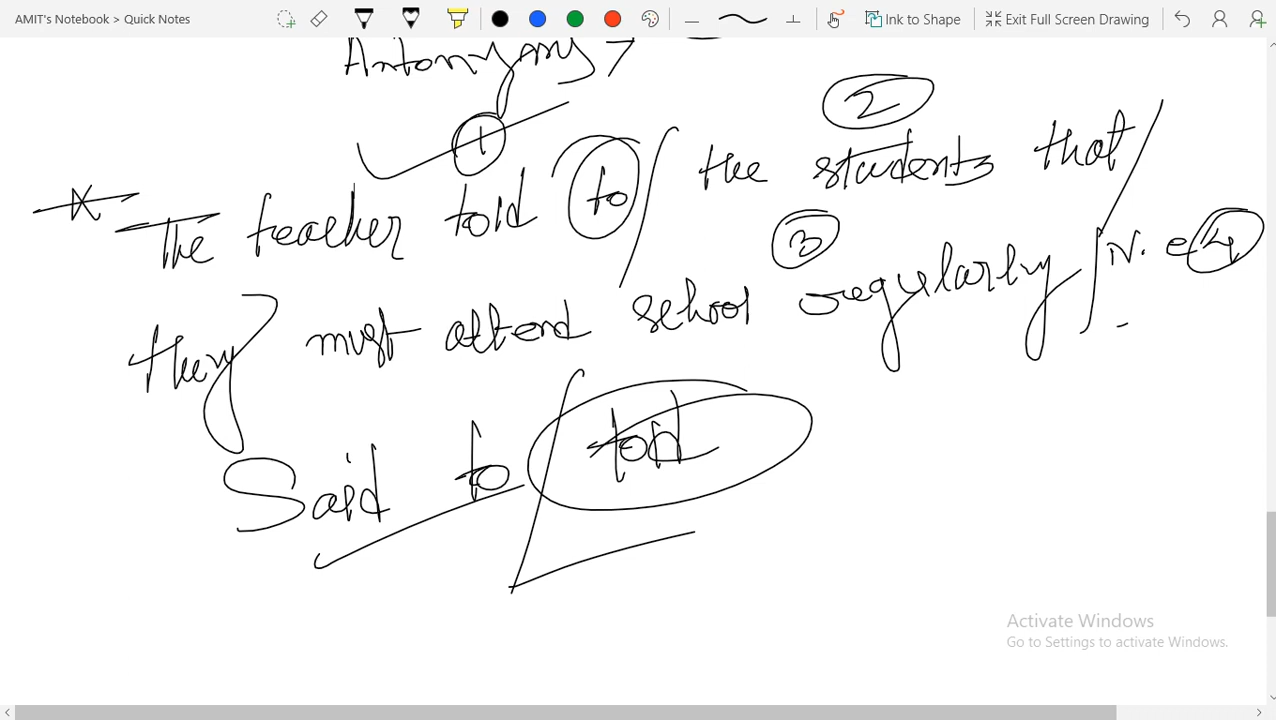 AMIT's Notebook > Quick Notes
Ink to Shape
Exit Full Screen Drawing
Antonyms >
2
1
* The teacher told to / the students that /
3
they must attend school regularly / N. e 4
Said to / told
Activate Windows
Go to Settings to activate Windows.